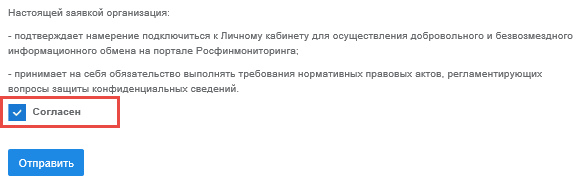 Настоящей заявкой организация:
- подтверждает намерение подключиться к Личному кабинету для осуществления добровольного и безвозмездного
информационного обмена на портале Росфинмониторинга;
- принимает на себя обязательство выполнять требования нормативных правовых актов, регламентирующих
вопросы защиты конфиденциальных сведений.
Согласен
Отправить